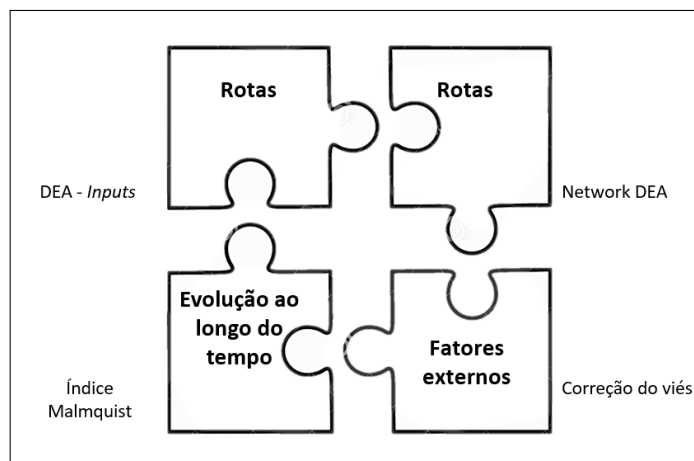 Rotas
Rotas
DEA - Inputs
Network DEA
Evolução ao
longo do
tempo
Fatores
externos
Índice
Malmquist
Correção do viés